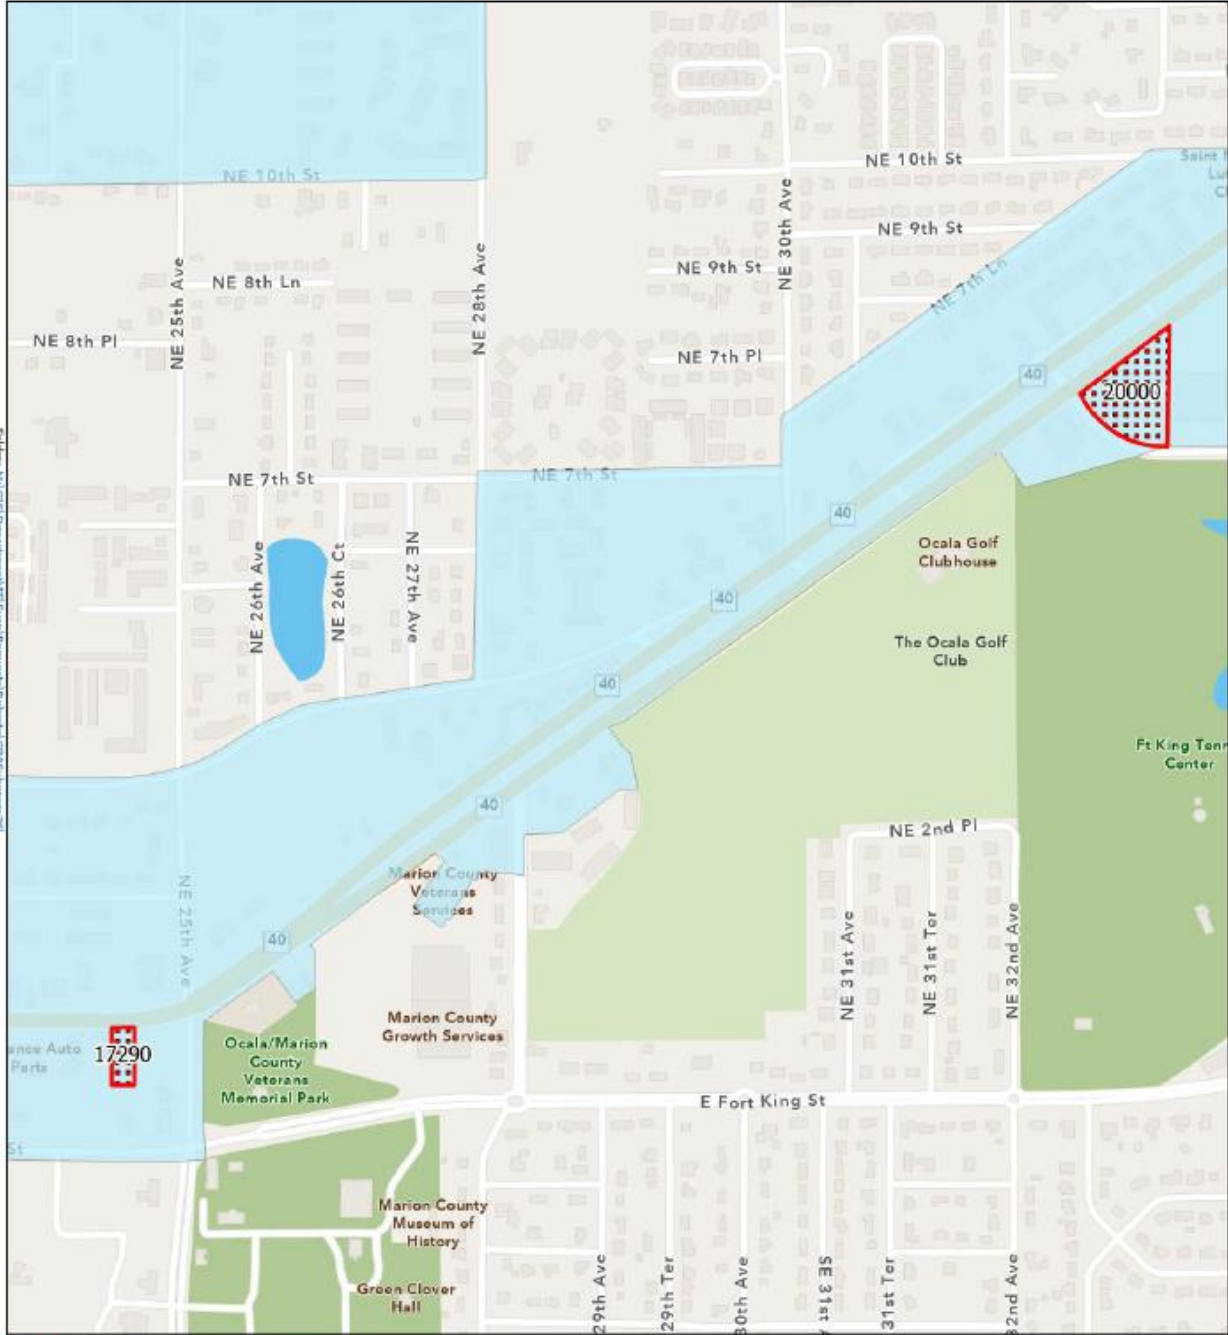 NE 10th St
NE 10th St
Saint
NE 9th St
NE 30th Ave
NE 25th Ave
NE 28th Ave
NE 9th St
NE 8th Ln
NE 7th Ln
NE 8th Pl
NE 7th Pl
40
20000
NE 7th St
NE 7th St
40
NE 26th Ave
NE 26th Ct
NE 27th Ave
Ocala Golf
Clubhouse
40
The Ocala Golf
Club
40
Ft King Tenn
Center
40
NE 2nd Pl
NE 25th Ave
Marion County
Veterans
Services
40
NE 31st Ave
NE 31st Ter
NE 32nd Ave
Marion County
Growth Services
17290
ence Auto
Parts
Ocala/Marion
County
Veterans
Memorial Park
E Fort King St
St
Marion County
Museum of
History
Green Clover
Hall
29th Ave
29th Ter
30th Ave
SE 31st
31st Ter
32nd Ave